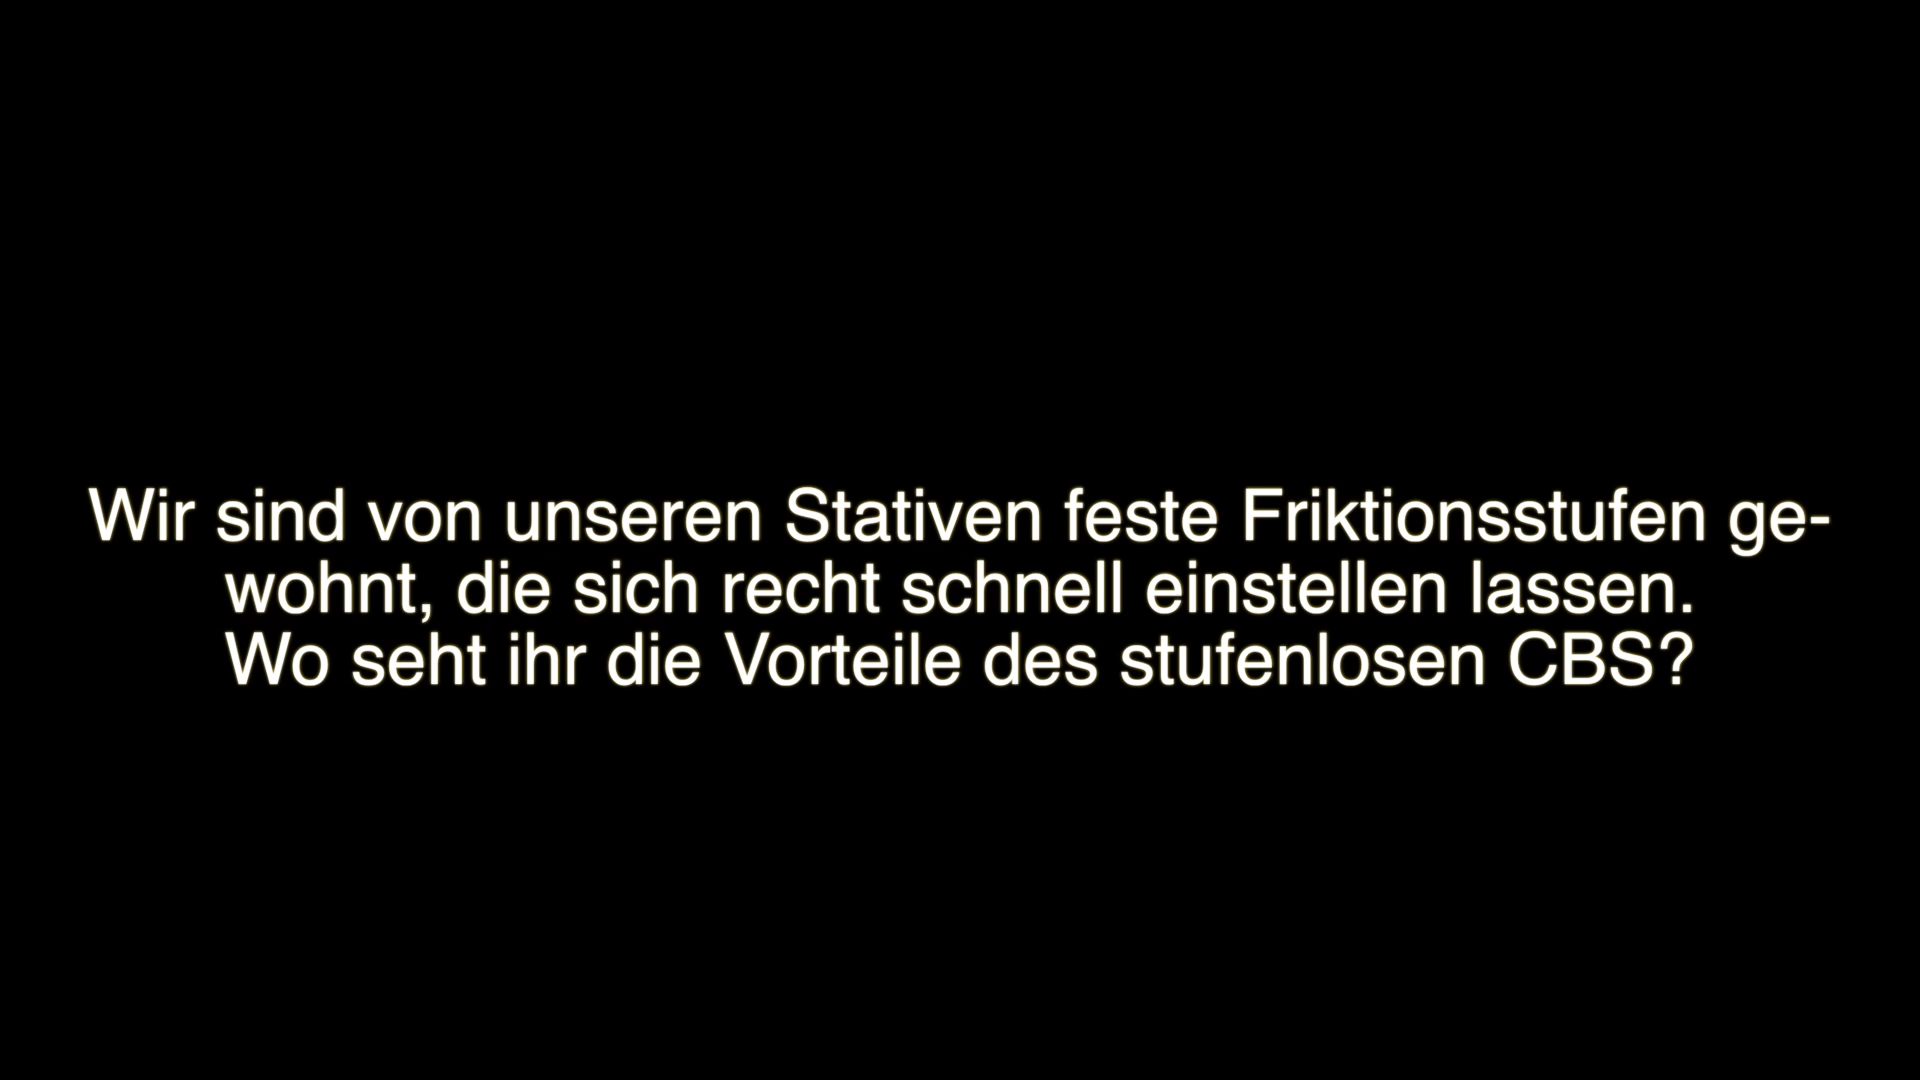 Wir sind von unseren Stativen feste Friktionsstufen ge-
wohnt, die sich recht schnell einstellen lassen.
Wo seht ihr die Vorteile des stufenlosen CBS?